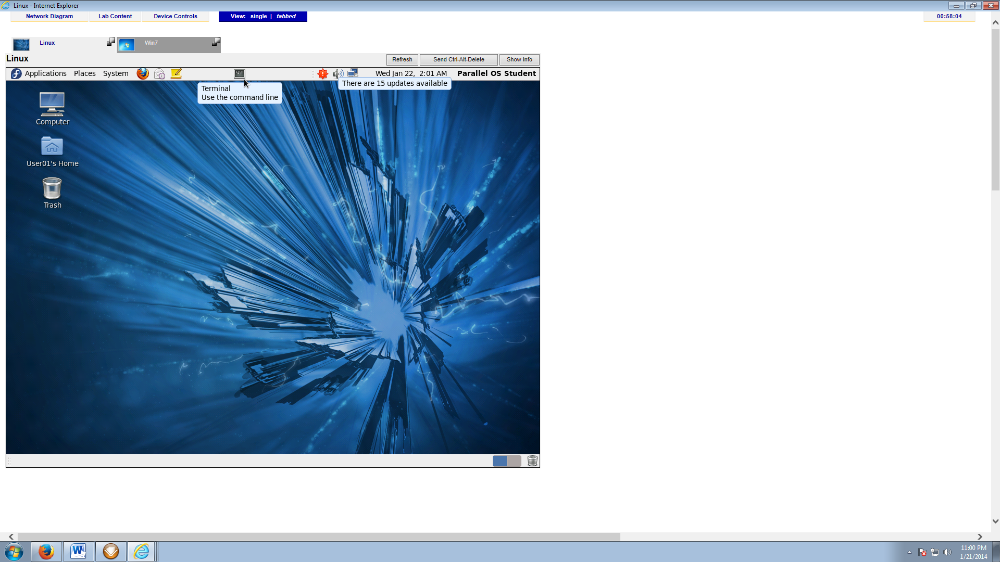 Linux - Internet Explorer
Network Diagram
Lab Content
Device Controls
View: single | tabbed
00:58:04
Linux
Win7
Linux
Refresh
Send Ctrl-Alt-Delete
Show Info
Applications Places System
Wed Jan 22, 2:01 AM
Parallel OS Student
Terminal
Use the command line
There are 15 updates available
Computer
User01's Home
Trash
11:00 PM
1/21/2014